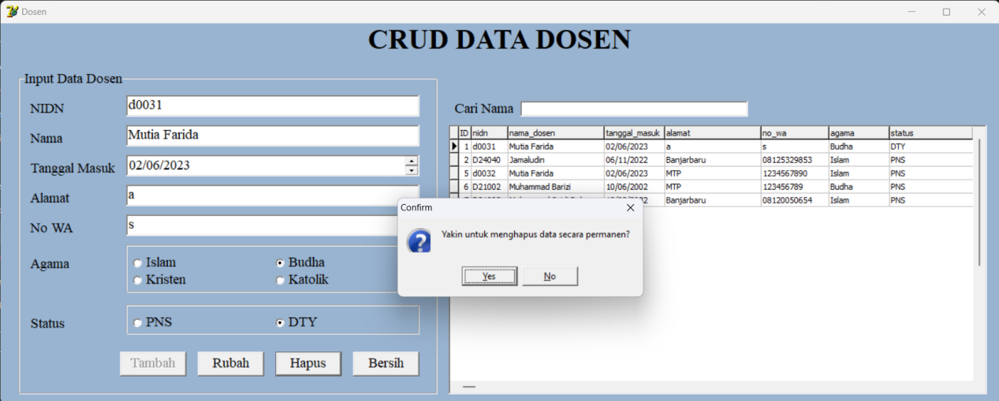 Dosen
CRUD DATA DOSEN
Input Data Dosen
NIDN d0031
Nama Mutia Farida
Tanggal Masuk 02/06/2023
Alamat a
No WA s
Agama Islam Budha
Kristen Katolik
Status PNS DTY
Tambah Rubah Hapus Bersih
Cari Nama
ID nidn nama_dosen tanggal_masuk alamat no_wa agama status
1 d0031 Mutia Farida 02/06/2023 a s Budha DTY
2 D24040 Jamaludin 06/11/2022 Banjarbaru 08125329853 Islam PNS
5 d0032 Mutia Farida 02/06/2023 MTP 1234567890 Islam PNS
6 D21002 Muhammad Barizi 10/06/2002 MTP 123456789 Budha PNS
Banjarbaru 08120050654 Islam PNS
Confirm
Yakin untuk menghapus data secara permanen?
Yes No